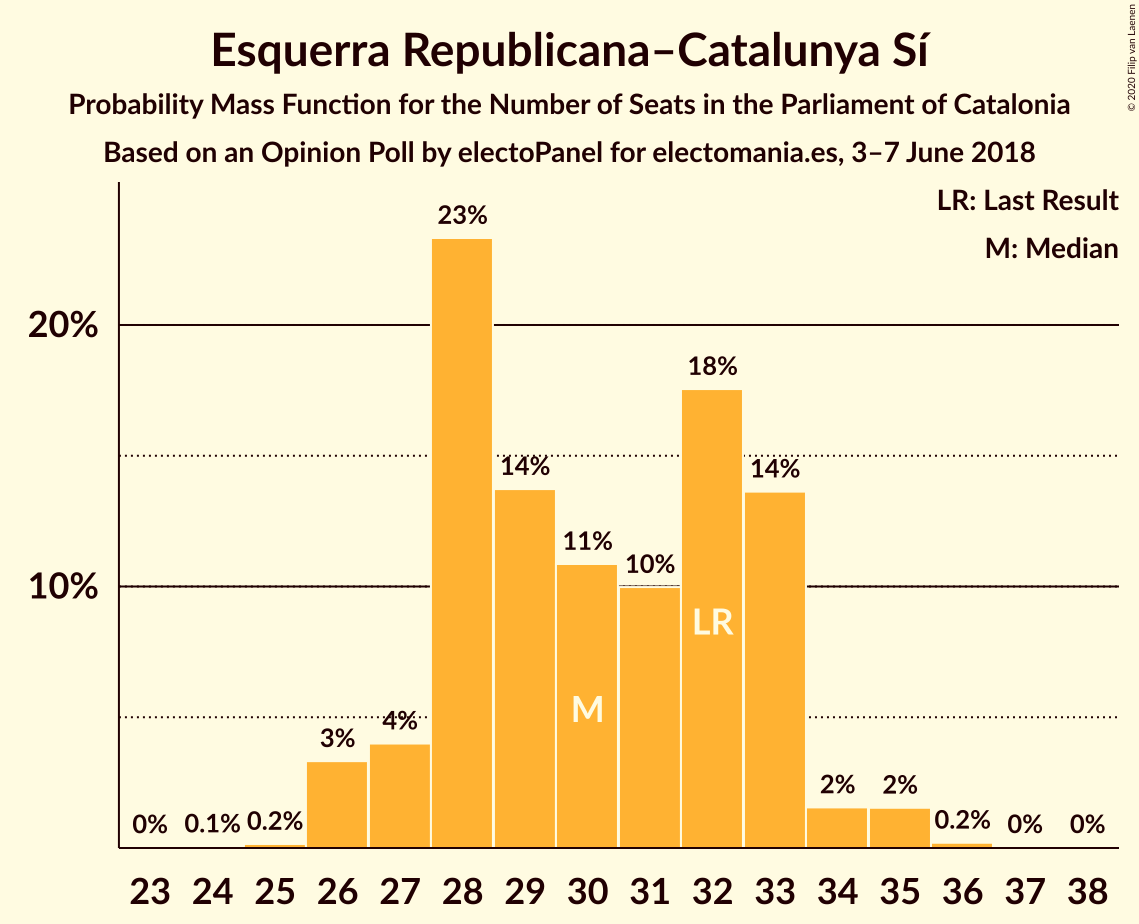 Esquerra Republicana–Catalunya Sí
Probability Mass Function for the Number of Seats in the Parliament of Catalonia
Based on an Opinion Poll by electoPanel for electomania.es, 3–7 June 2018
© 2020 Filip van Laenen
LR: Last Result
M: Median
20%
10%
0% 0.1% 0.2% 3% 4% 23% 14% 11% 10% 18% 14% 2% 2% 0.2% 0% 0%
LR
M
23 24 25 26 27 28 29 30 31 32 33 34 35 36 37 38